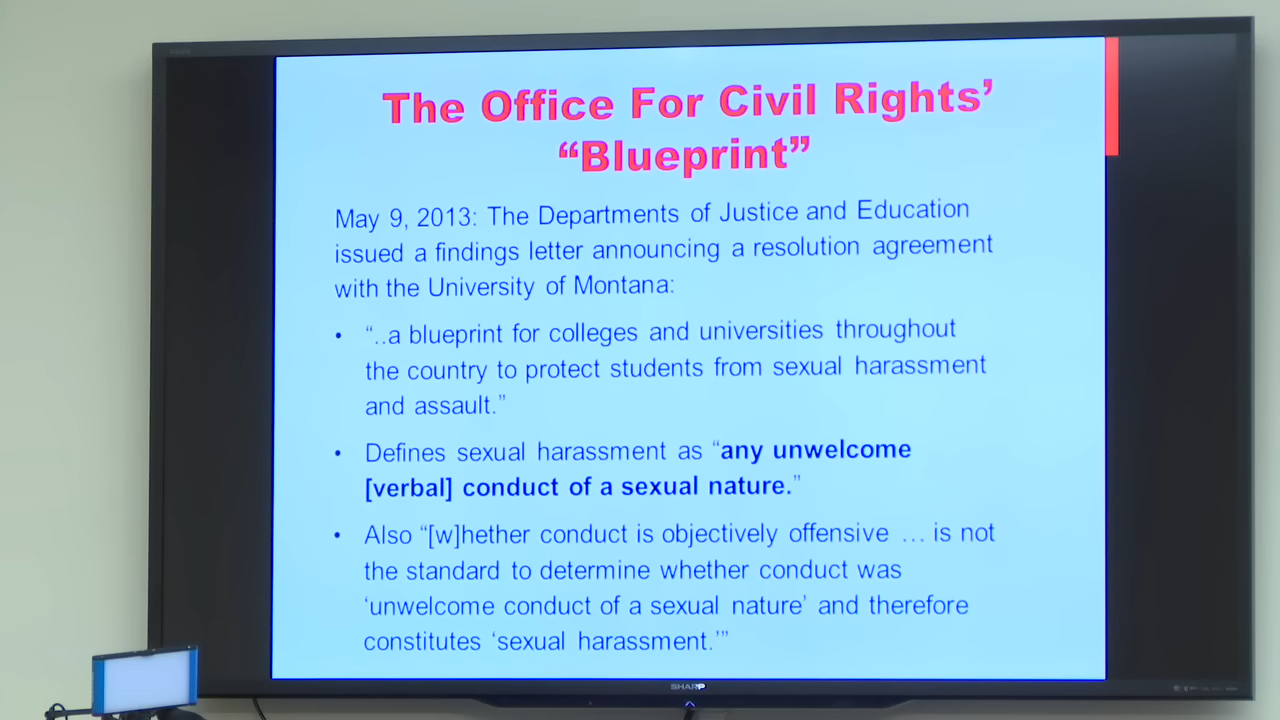 The Office For Civil Rights’
“Blueprint”
May 9, 2013: The Departments of Justice and Education
issued a findings letter announcing a resolution agreement
with the University of Montana:
• “..a blueprint for colleges and universities throughout
the country to protect students from sexual harassment
and assault.”
• Defines sexual harassment as “any unwelcome
[verbal] conduct of a sexual nature.”
• Also “[w]hether conduct is objectively offensive … is not
the standard to determine whether conduct was
‘unwelcome conduct of a sexual nature’ and therefore
constitutes ‘sexual harassment.’”
SHARP